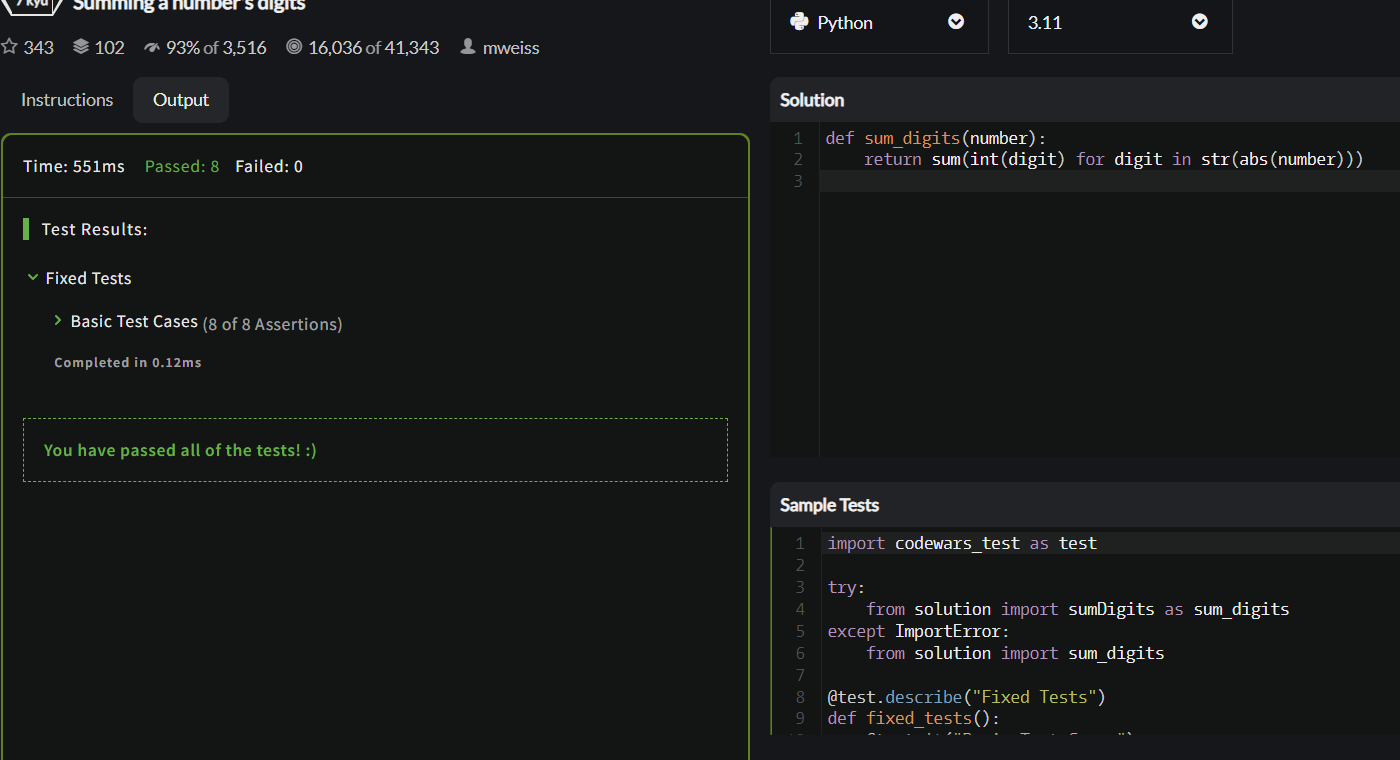 7 kyu Summing a number's digits
343 102 93% of 3,516 16,036 of 41,343 mweiss
Instructions Output
Time: 551ms Passed: 8 Failed: 0
Test Results:
Fixed Tests
Basic Test Cases (8 of 8 Assertions)
Completed in 0.12ms
You have passed all of the tests! :)
Python 3.11
Solution
1 def sum_digits(number):
2     return sum(int(digit) for digit in str(abs(number)))
3
Sample Tests
1 import codewars_test as test
2
3 try:
4     from solution import sumDigits as sum_digits
5 except ImportError:
6     from solution import sum_digits
7
8 @test.describe("Fixed Tests")
9 def fixed_tests():